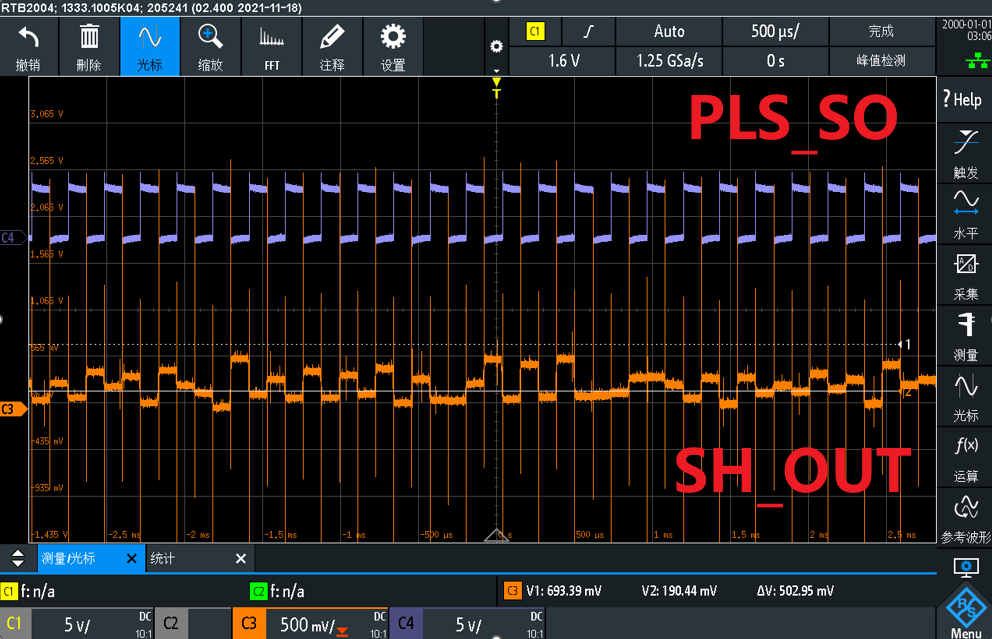 RTB2004; 1333.1005K04; 205241 (02.400 2021-11-18)
撤销 删除 光标 缩放 FFT 注释 设置
C1 Auto 500 µs/ 完成
1.6 V 1.25 GSa/s 0 s 峰值检测
2000-01-01
03:06
T
PLS_SO
? Help
3.065 V
2.565 V
触发
2.065 V
C4
水平
1.565 V
采集
1.065 V
1
565 mV
测量
2
C3
光标
-435 mV
SH_OUT
f(x)
运算
-935 mV
-1.435 V -2.5 ms -2 ms -1.5 ms -1 ms -500 µs 0 s 500 µs 1 ms 1.5 ms 2 ms 2.5 ms
参考波形
测量/光标 × 统计 ×
C1 f: n/a C2 f: n/a C3 V1: 693.39 mV V2: 190.44 mV ΔV: 502.95 mV
C1 5 V/ DC 10:1 C2 C3 500 mV/ DC 10:1 C4 5 V/ DC 10:1
R&S
Menu